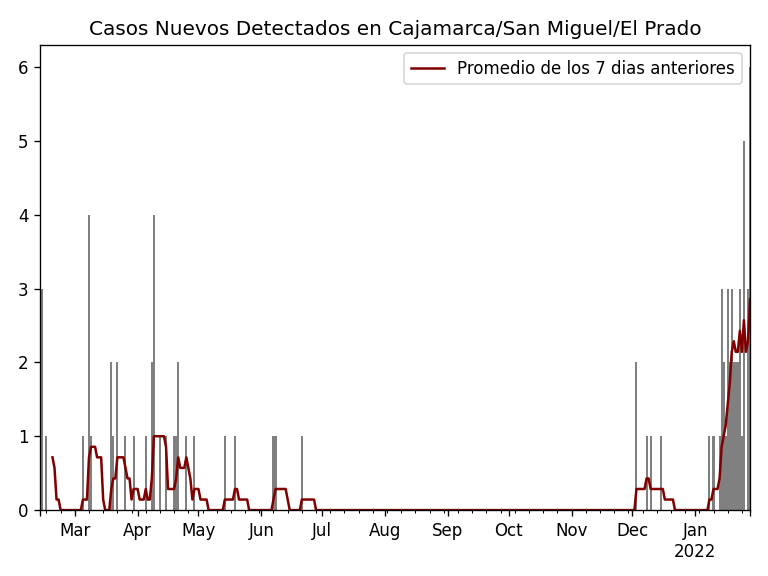 Casos Nuevos Detectados en Cajamarca/San Miguel/El Prado
Promedio de los 7 dias anteriores
6
5
4
3
2
1
0
Mar Apr May Jun Jul Aug Sep Oct Nov Dec Jan
2022